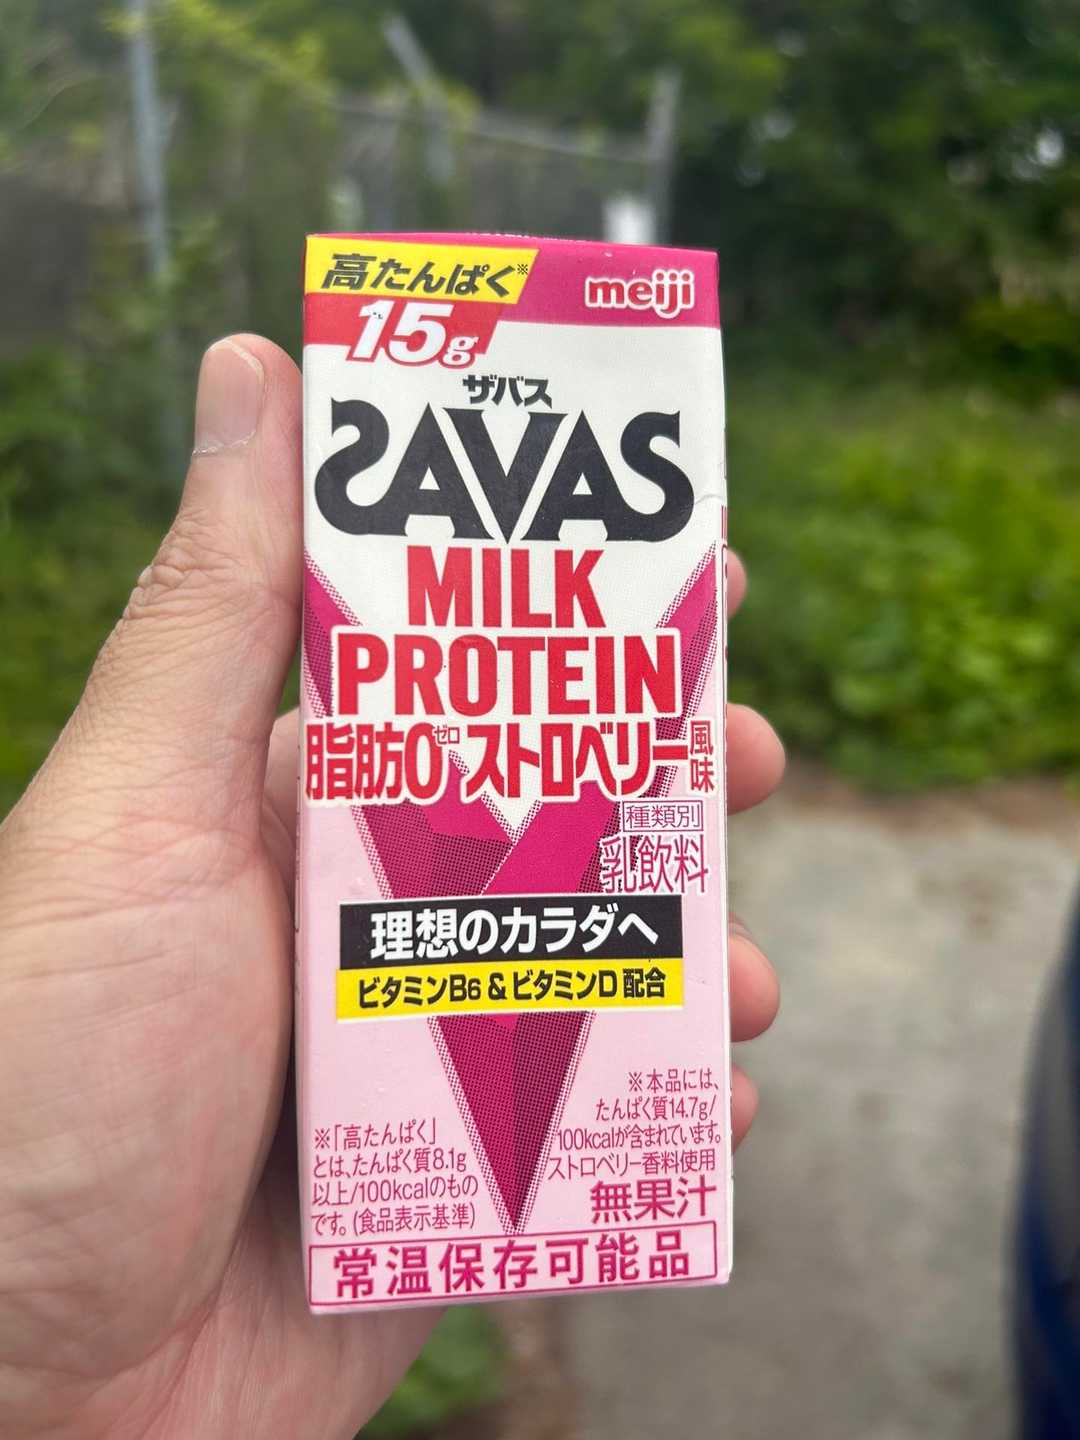 高たんぱく※
meiji
15g
ザバス
SAVAS
MILK
PROTEIN
脂肪0ゼロ ストロベリー風味
種類別
乳飲料
理想のカラダへ
ビタミンB6 & ビタミンD 配合
※本品には、
たんぱく質14.7g/
100kcalが含まれています。
ストロベリー香料使用
無果汁
※「高たんぱく」
とは、たんぱく質8.1g
以上/100kcalのもの
です。(食品表示基準)
常温保存可能品